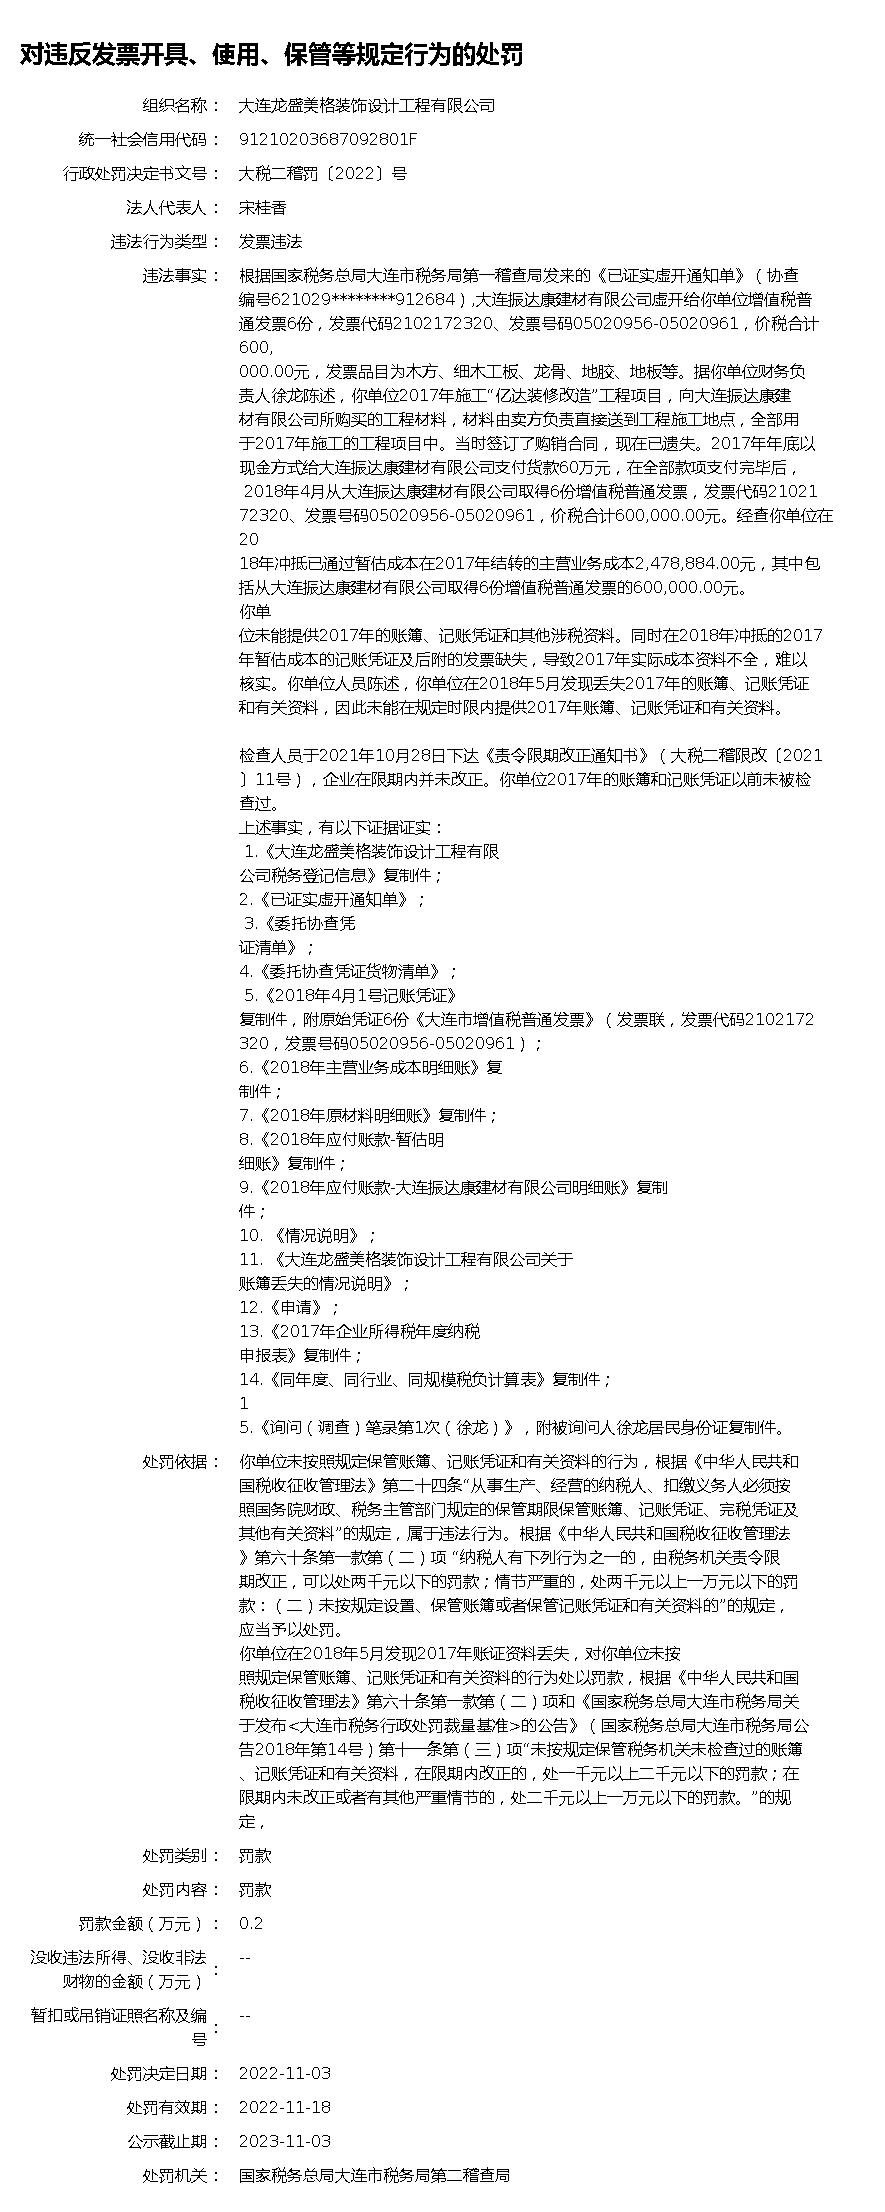 对违反发票开具、使用、保管等规定行为的处罚
组织名称： 大连龙盛美格装饰设计工程有限公司
统一社会信用代码： 91210203687092801F
行政处罚决定书文号： 大税二稽罚〔2022〕号
法人代表人： 宋桂香
违法行为类型： 发票违法
违法事实： 根据国家税务总局大连市税务局第一稽查局发来的《已证实虚开通知单》（协查
编号621029********912684）,大连振达康建材有限公司虚开给你单位增值税普
通发票6份，发票代码2102172320、发票号码05020956-05020961，价税合计
600,
000.00元，发票品目为木方、细木工板、龙骨、地胶、地板等。据你单位财务负
责人徐龙陈述，你单位2017年施工“亿达装修改造”工程项目，向大连振达康建
材有限公司所购买的工程材料，材料由卖方负责直接送到工程施工地点，全部用
于2017年施工的工程项目中。当时签订了购销合同，现在已遗失。2017年年底以
现金方式给大连振达康建材有限公司支付货款60万元，在全部款项支付完毕后，
2018年4月从大连振达康建材有限公司取得6份增值税普通发票，发票代码21021
72320、发票号码05020956-05020961，价税合计600,000.00元。经查你单位在
20
18年冲抵已通过暂估成本在2017年结转的主营业务成本2,478,884.00元，其中包
括从大连振达康建材有限公司取得6份增值税普通发票的600,000.00元。
你单
位未能提供2017年的账簿、记账凭证和其他涉税资料。同时在2018年冲抵的2017
年暂估成本的记账凭证及后附的发票缺失，导致2017年实际成本资料不全，难以
核实。你单位人员陈述，你单位在2018年5月发现丢失2017年的账簿、记账凭证
和有关资料，因此未能在规定时限内提供2017年账簿、记账凭证和有关资料。
检查人员于2021年10月28日下达《责令限期改正通知书》（大税二稽限改〔2021
〕11号），企业在限期内并未改正。你单位2017年的账簿和记账凭证以前未被检
查过。
上述事实，有以下证据证实：
1.《大连龙盛美格装饰设计工程有限
公司税务登记信息》复制件；
2.《已证实虚开通知单》；
3.《委托协查凭
证清单》；
4.《委托协查凭证货物清单》；
5.《2018年4月1号记账凭证》
复制件，附原始凭证6份《大连市增值税普通发票》（发票联，发票代码2102172
320，发票号码05020956-05020961）；
6.《2018年主营业务成本明细账》复
制件；
7.《2018年原材料明细账》复制件；
8.《2018年应付账款-暂估明
细账》复制件；
9.《2018年应付账款-大连振达康建材有限公司明细账》复制
件；
10. 《情况说明》；
11. 《大连龙盛美格装饰设计工程有限公司关于
账簿丢失的情况说明》；
12.《申请》；
13.《2017年企业所得税年度纳税
申报表》复制件；
14.《同年度、同行业、同规模税负计算表》复制件；
1
5.《询问（调查）笔录第1次（徐龙）》，附被询问人徐龙居民身份证复制件。
处罚依据： 你单位未按照规定保管账簿、记账凭证和有关资料的行为，根据《中华人民共和
国税收征收管理法》第二十四条“从事生产、经营的纳税人、扣缴义务人必须按
照国务院财政、税务主管部门规定的保管期限保管账簿、记账凭证、完税凭证及
其他有关资料”的规定，属于违法行为。根据《中华人民共和国税收征收管理法
》第六十条第一款第（二）项 “纳税人有下列行为之一的，由税务机关责令限
期改正，可以处两千元以下的罚款；情节严重的，处两千元以上一万元以下的罚
款：（二）未按规定设置、保管账簿或者保管记账凭证和有关资料的”的规定，
应当予以处罚。
你单位在2018年5月发现2017年账证资料丢失，对你单位未按
照规定保管账簿、记账凭证和有关资料的行为处以罚款，根据《中华人民共和国
税收征收管理法》第六十条第一款第（二）项和《国家税务总局大连市税务局关
于发布<大连市税务行政处罚裁量基准>的公告》（国家税务总局大连市税务局公
告2018年第14号）第十一条第（三）项“未按规定保管税务机关未检查过的账簿
、记账凭证和有关资料，在限期内改正的，处一千元以上二千元以下的罚款；在
限期内未改正或者有其他严重情节的，处二千元以上一万元以下的罚款。”的规
定，
处罚类别： 罚款
处罚内容： 罚款
罚款金额（万元）： 0.2
没收违法所得、没收非法
财物的金额（万元）： --
暂扣或吊销证照名称及编
号： --
处罚决定日期： 2022-11-03
处罚有效期： 2022-11-18
公示截止期： 2023-11-03
处罚机关： 国家税务总局大连市税务局第二稽查局